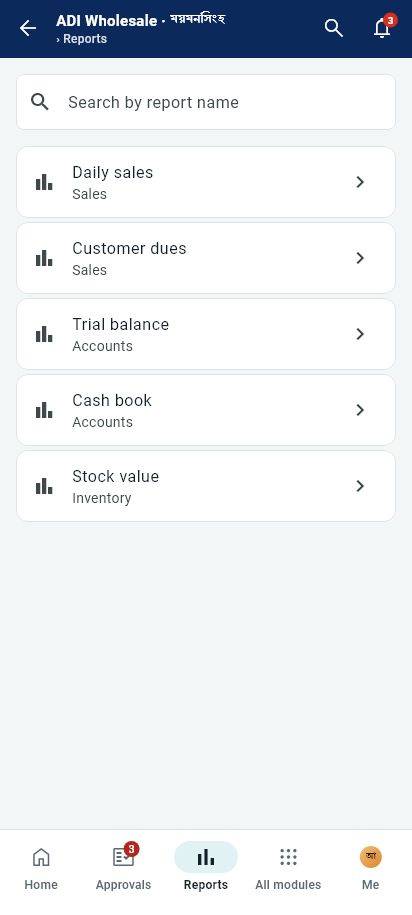 ADI Wholesale · ময়মনসিংহ
› Reports
3
Search by report name
Daily sales
Sales
Customer dues
Sales
Trial balance
Accounts
Cash book
Accounts
Stock value
Inventory
3
আ
Home
Approvals
Reports
All modules
Me